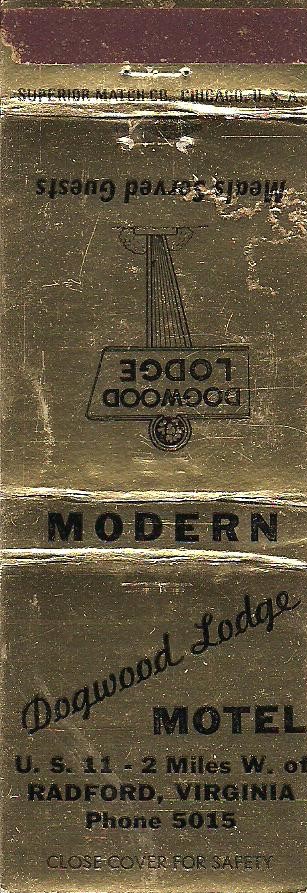 SUPERIOR MATCH CO. CHICAGO, U.S.A.
Meals Served Guests
DOGWOOD
LODGE
MODERN
Dogwood Lodge
MOTEL
U. S. 11 - 2 Miles W. of
RADFORD, VIRGINIA
Phone 5015
CLOSE COVER FOR SAFETY